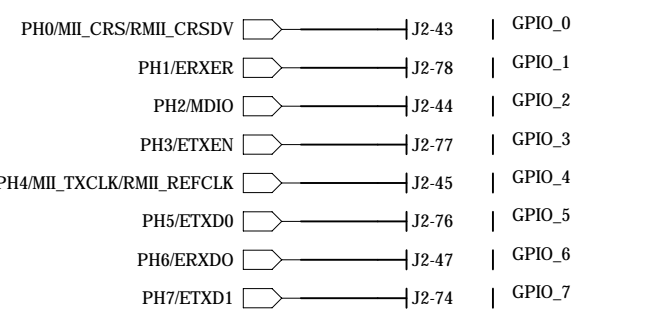 PH0/MII_CRS/RMII_CRSDV J2-43 | GPIO_0
PH1/ERXER J2-78 | GPIO_1
PH2/MDIO J2-44 | GPIO_2
PH3/ETXEN J2-77 | GPIO_3
PH4/MII_TXCLK/RMII_REFCLK J2-45 | GPIO_4
PH5/ETXD0 J2-76 | GPIO_5
PH6/ERXDO J2-47 | GPIO_6
PH7/ETXD1 J2-74 | GPIO_7